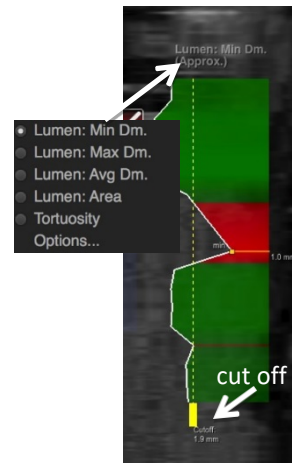 Lumen: Min Dm.
(Approx.)
Lumen: Min Dm.
Lumen: Max Dm.
Lumen: Avg Dm.
Lumen: Area
Tortuosity
Options...
min
1.0 mm
cut off
Cutoff
1.9 mm